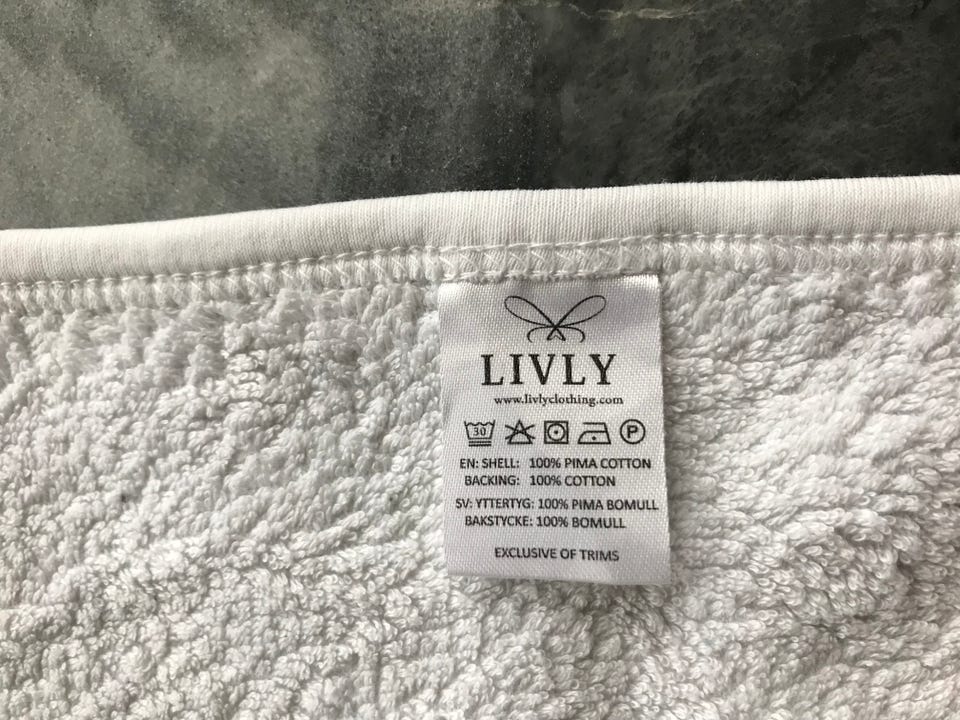 LIVLY
www.livlyclothing.com
30 P
EN: SHELL: 100% PIMA COTTON
BACKING: 100% COTTON
SV: YTTERTYG: 100% PIMA BOMULL
BAKSTYCKE: 100% BOMULL
EXCLUSIVE OF TRIMS